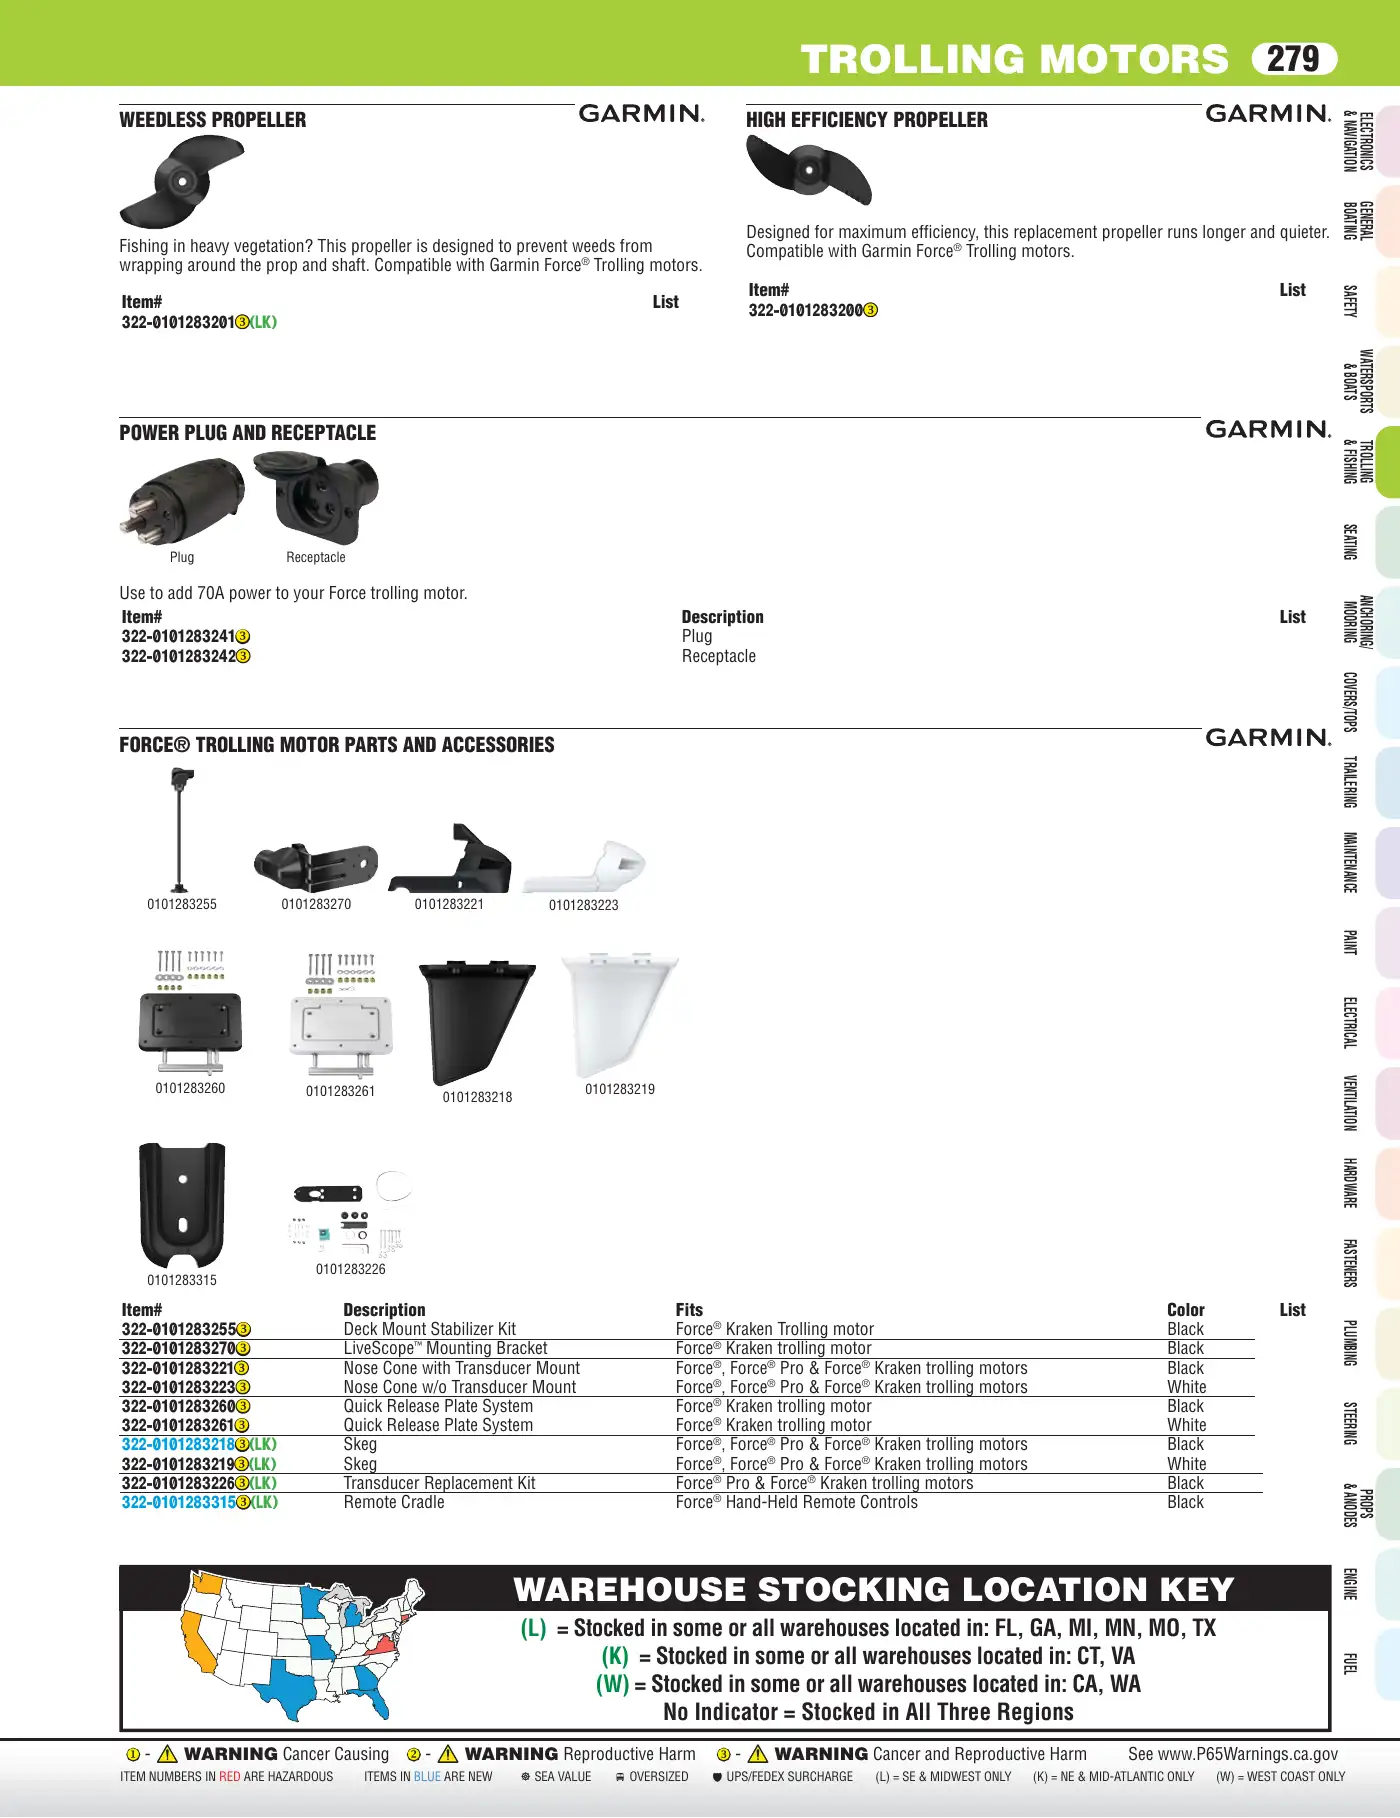 TROLLING MOTORS 279
WEEDLESS PROPELLER
GARMIN.
Fishing in heavy vegetation? This propeller is designed to prevent weeds from
wrapping around the prop and shaft. Compatible with Garmin Force® Trolling motors.
Item# List
322-0101283201③(LK)
HIGH EFFICIENCY PROPELLER
GARMIN.
Designed for maximum efficiency, this replacement propeller runs longer and quieter.
Compatible with Garmin Force® Trolling motors.
Item# List
322-0101283200③
POWER PLUG AND RECEPTACLE
GARMIN.
Plug Receptacle
Use to add 70A power to your Force trolling motor.
Item# Description List
322-0101283241③ Plug
322-0101283242③ Receptacle
FORCE® TROLLING MOTOR PARTS AND ACCESSORIES
GARMIN.
0101283255 0101283270 0101283221 0101283223
0101283260 0101283261 0101283218 0101283219
0101283315 0101283226
Item# Description Fits Color List
322-0101283255③ Deck Mount Stabilizer Kit Force® Kraken Trolling motor Black
322-0101283270③ LiveScope™ Mounting Bracket Force® Kraken trolling motor Black
322-0101283221③ Nose Cone with Transducer Mount Force®, Force® Pro & Force® Kraken trolling motors Black
322-0101283223③ Nose Cone w/o Transducer Mount Force®, Force® Pro & Force® Kraken trolling motors White
322-0101283260③ Quick Release Plate System Force® Kraken trolling motor Black
322-0101283261③ Quick Release Plate System Force® Kraken trolling motor White
322-0101283218③(LK) Skeg Force®, Force® Pro & Force® Kraken trolling motors Black
322-0101283219③(LK) Skeg Force®, Force® Pro & Force® Kraken trolling motors White
322-0101283226③(LK) Transducer Replacement Kit Force® Pro & Force® Kraken trolling motors Black
322-0101283315③(LK) Remote Cradle Force® Hand-Held Remote Controls Black
WAREHOUSE STOCKING LOCATION KEY
(L) = Stocked in some or all warehouses located in: FL, GA, MI, MN, MO, TX
(K) = Stocked in some or all warehouses located in: CT, VA
(W) = Stocked in some or all warehouses located in: CA, WA
No Indicator = Stocked in All Three Regions
① - ⚠ WARNING Cancer Causing ② - ⚠ WARNING Reproductive Harm ③ - ⚠ WARNING Cancer and Reproductive Harm See www.P65Warnings.ca.gov
ITEM NUMBERS IN RED ARE HAZARDOUS ITEMS IN BLUE ARE NEW SEA VALUE OVERSIZED UPS/FEDEX SURCHARGE (L) = SE & MIDWEST ONLY (K) = NE & MID-ATLANTIC ONLY (W) = WEST COAST ONLY
ELECTRONICS
& NAVIGATION
GENERAL
BOATING
SAFETY
WATERSPORTS
& BOATS
TROLLING
& FISHING
SEATING
ANCHORING/
MOORING
COVERS/TOPS
TRAILERING
MAINTENANCE
PAINT
ELECTRICAL
VENTILATION
HARDWARE
FASTENERS
PLUMBING
STEERING
PROPS
& ANODES
ENGINE
FUEL